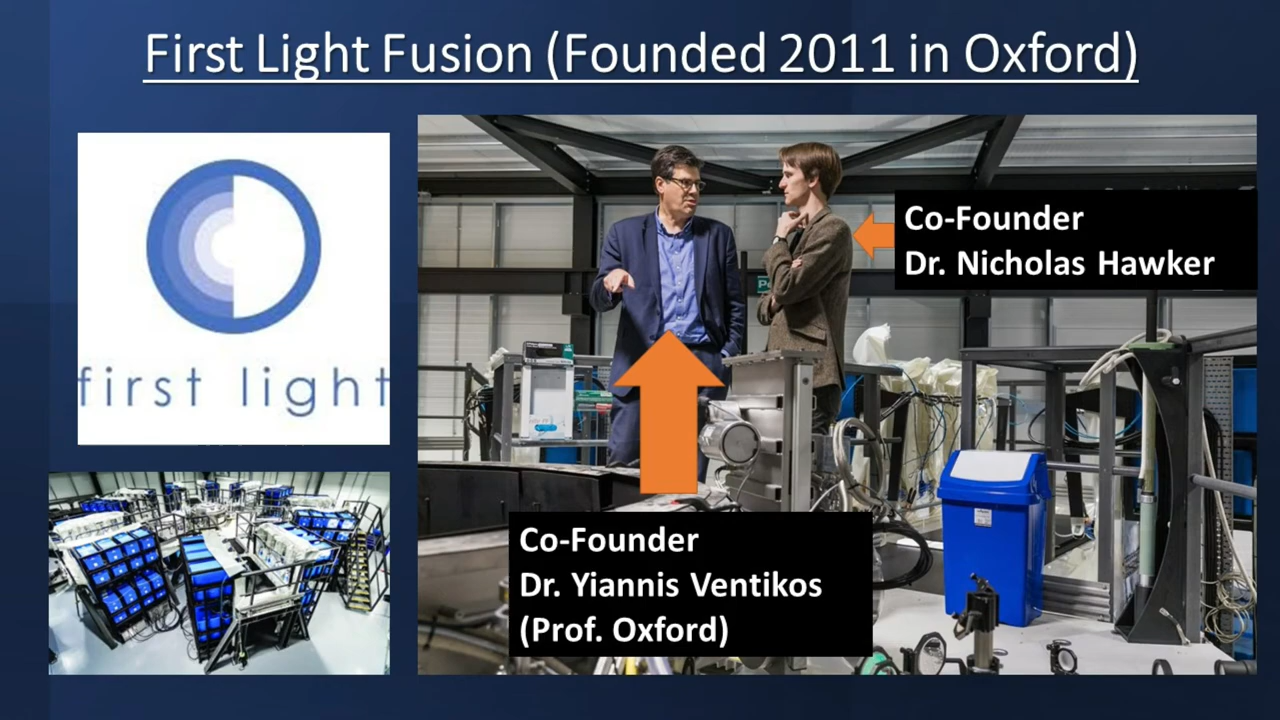 First Light Fusion (Founded 2011 in Oxford)
first light
Co-Founder
Dr. Nicholas Hawker
Co-Founder
Dr. Yiannis Ventikos
(Prof. Oxford)